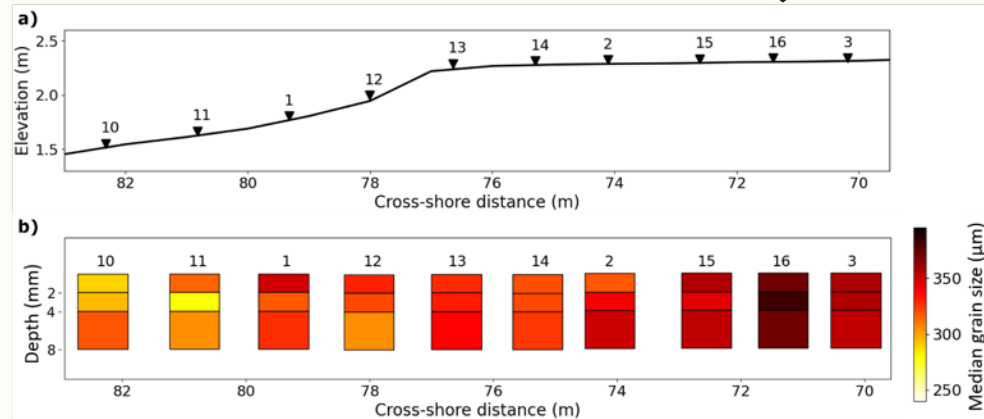 a)
13 14 2 15 16 3
12
1
11
10
Elevation (m)
2.5
2.0
1.5
82 80 78 76 74 72 70
Cross-shore distance (m)
b)
10 11 1 12 13 14 2 15 16 3
Depth (mm)
2
4
8
82 80 78 76 74 72 70
Cross-shore distance (m)
350
300
250
Median grain size (μm)